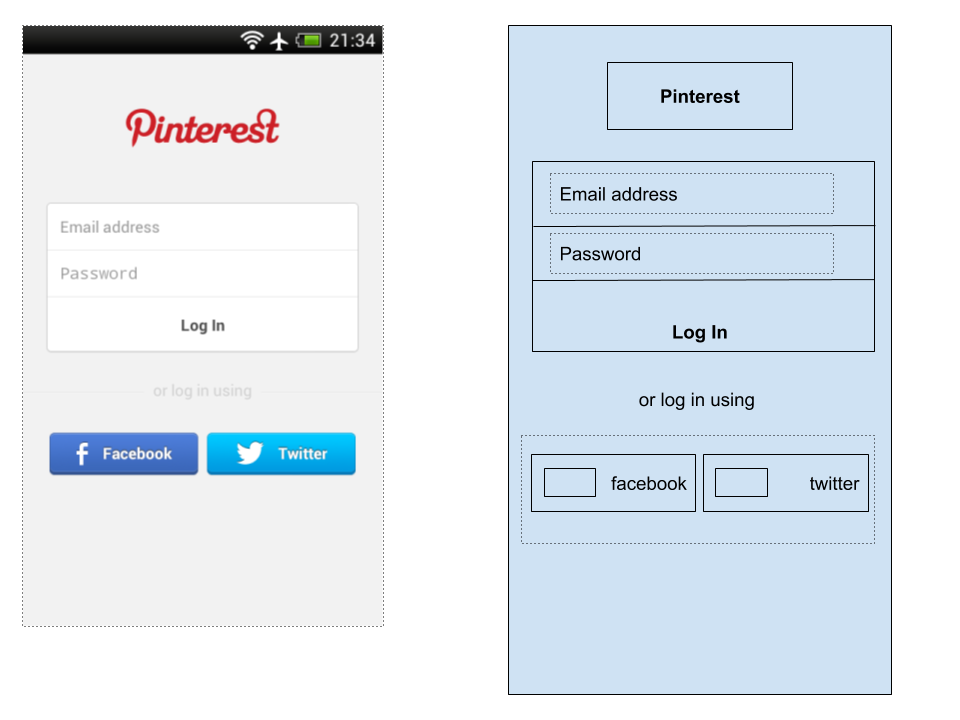 21:34
Pinterest
Email address
Password
Log In
or log in using
Facebook
Twitter
Pinterest
Email address
Password
Log In
or log in using
facebook
twitter